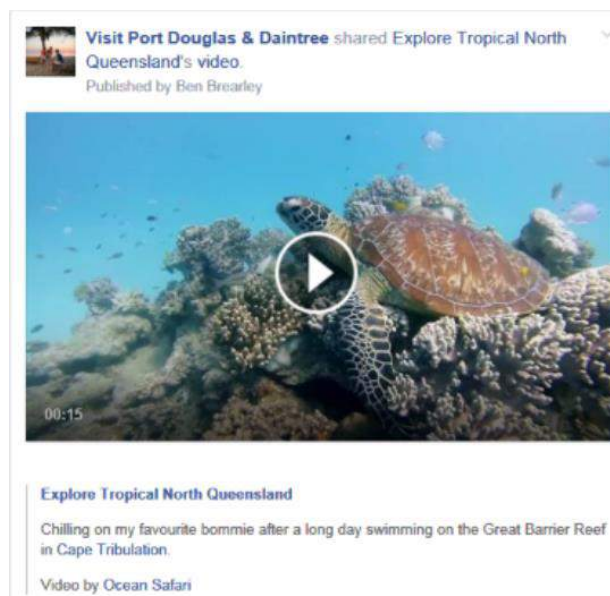 Visit Port Douglas & Daintree shared Explore Tropical North
Queensland's video.
Published by Ben Brearley
00:15
Explore Tropical North Queensland
Chilling on my favourite bommie after a long day swimming on the Great Barrier Reef
in Cape Tribulation.
Video by Ocean Safari